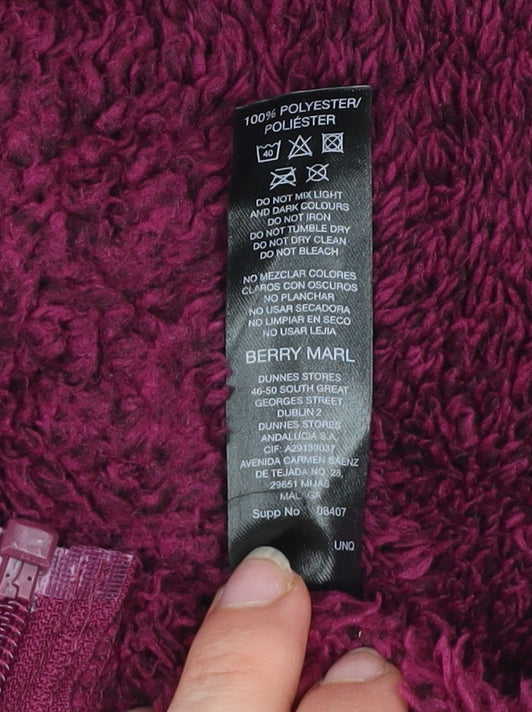 100% POLYESTER/
POLIÉSTER
40
DO NOT MIX LIGHT
AND DARK COLOURS
DO NOT IRON
DO NOT TUMBLE DRY
DO NOT DRY CLEAN
DO NOT BLEACH
NO MEZCLAR COLORES
CLAROS CON OSCUROS
NO PLANCHAR
NO USAR SECADORA
NO LIMPIAR EN SECO
NO USAR LEJIA
BERRY MARL
DUNNES STORES
46-50 SOUTH GREAT
GEORGES STREET
DUBLIN 2
DUNNES STORES
ANDALUCIA S.A.
CIF: A29139037
AVENIDA CARMEN SAENZ
DE TEJADA NO 28,
29651 MIJAS
MALAGA
Supp No 08407
UNQ